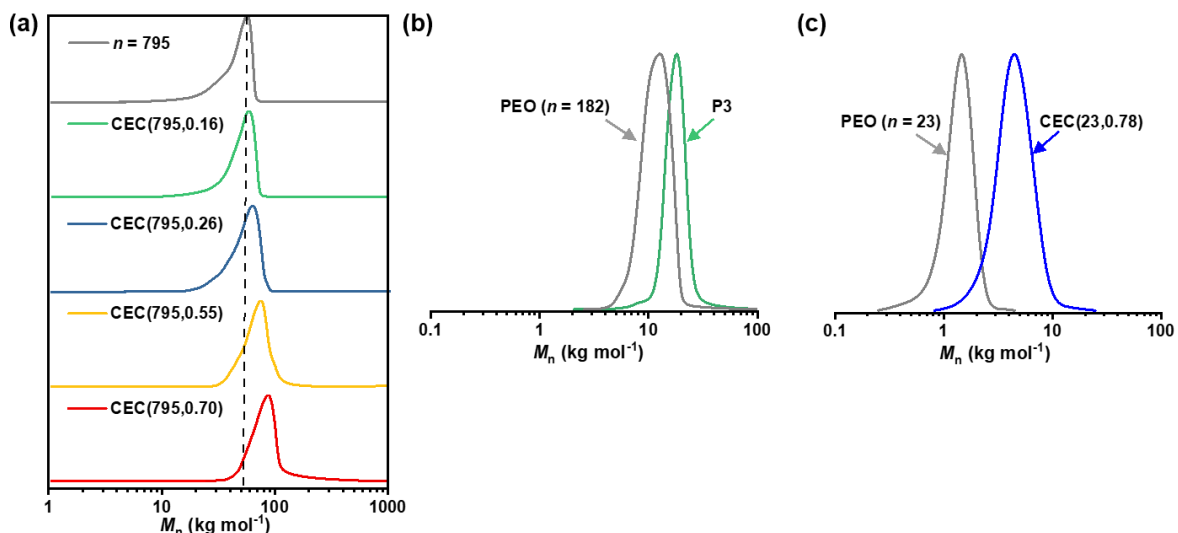 (a)
n = 795
CEC(795,0.16)
CEC(795,0.26)
CEC(795,0.55)
CEC(795,0.70)
1 10 100 1000
Mn (kg mol-1)
(b)
PEO (n = 182)
P3
0.1 1 10 100
Mn (kg mol-1)
(c)
PEO (n = 23)
CEC(23,0.78)
0.1 1 10 100
Mn (kg mol-1)